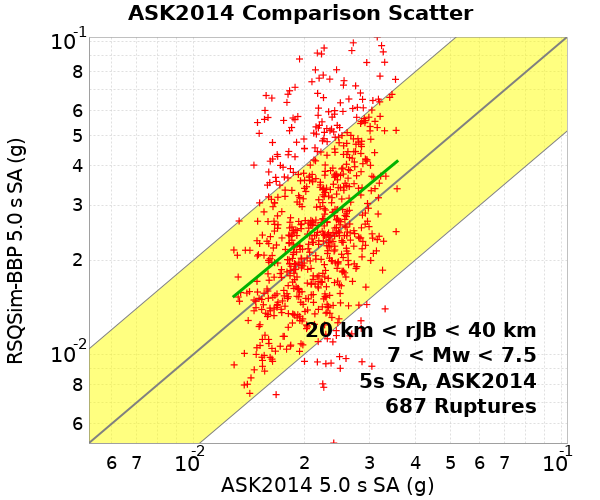 ASK2014 Comparison Scatter
RSQSim-BBP 5.0 s SA (g)
10-1
8
6
5
4
3
2
10-2
8
6
20 km < rJB < 40 km
7 < Mw < 7.5
5s SA, ASK2014
687 Ruptures
6 7 10-2 2 3 4 5 6 7 10-1
ASK2014 5.0 s SA (g)